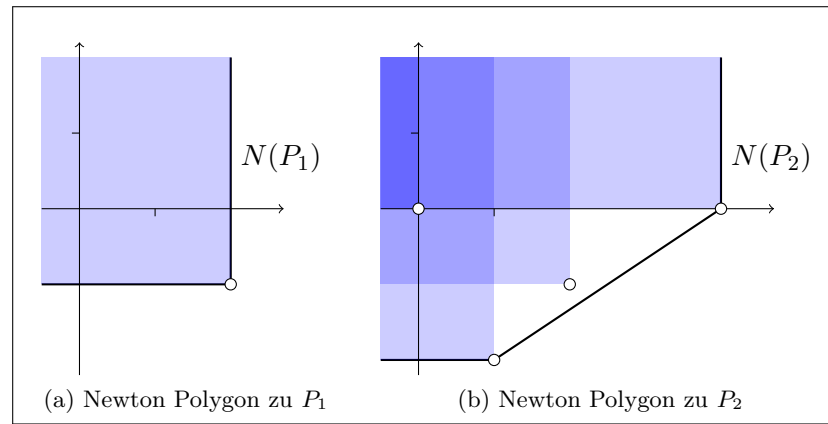 N(P₁)
N(P₂)
(a) Newton Polygon zu P₁
(b) Newton Polygon zu P₂